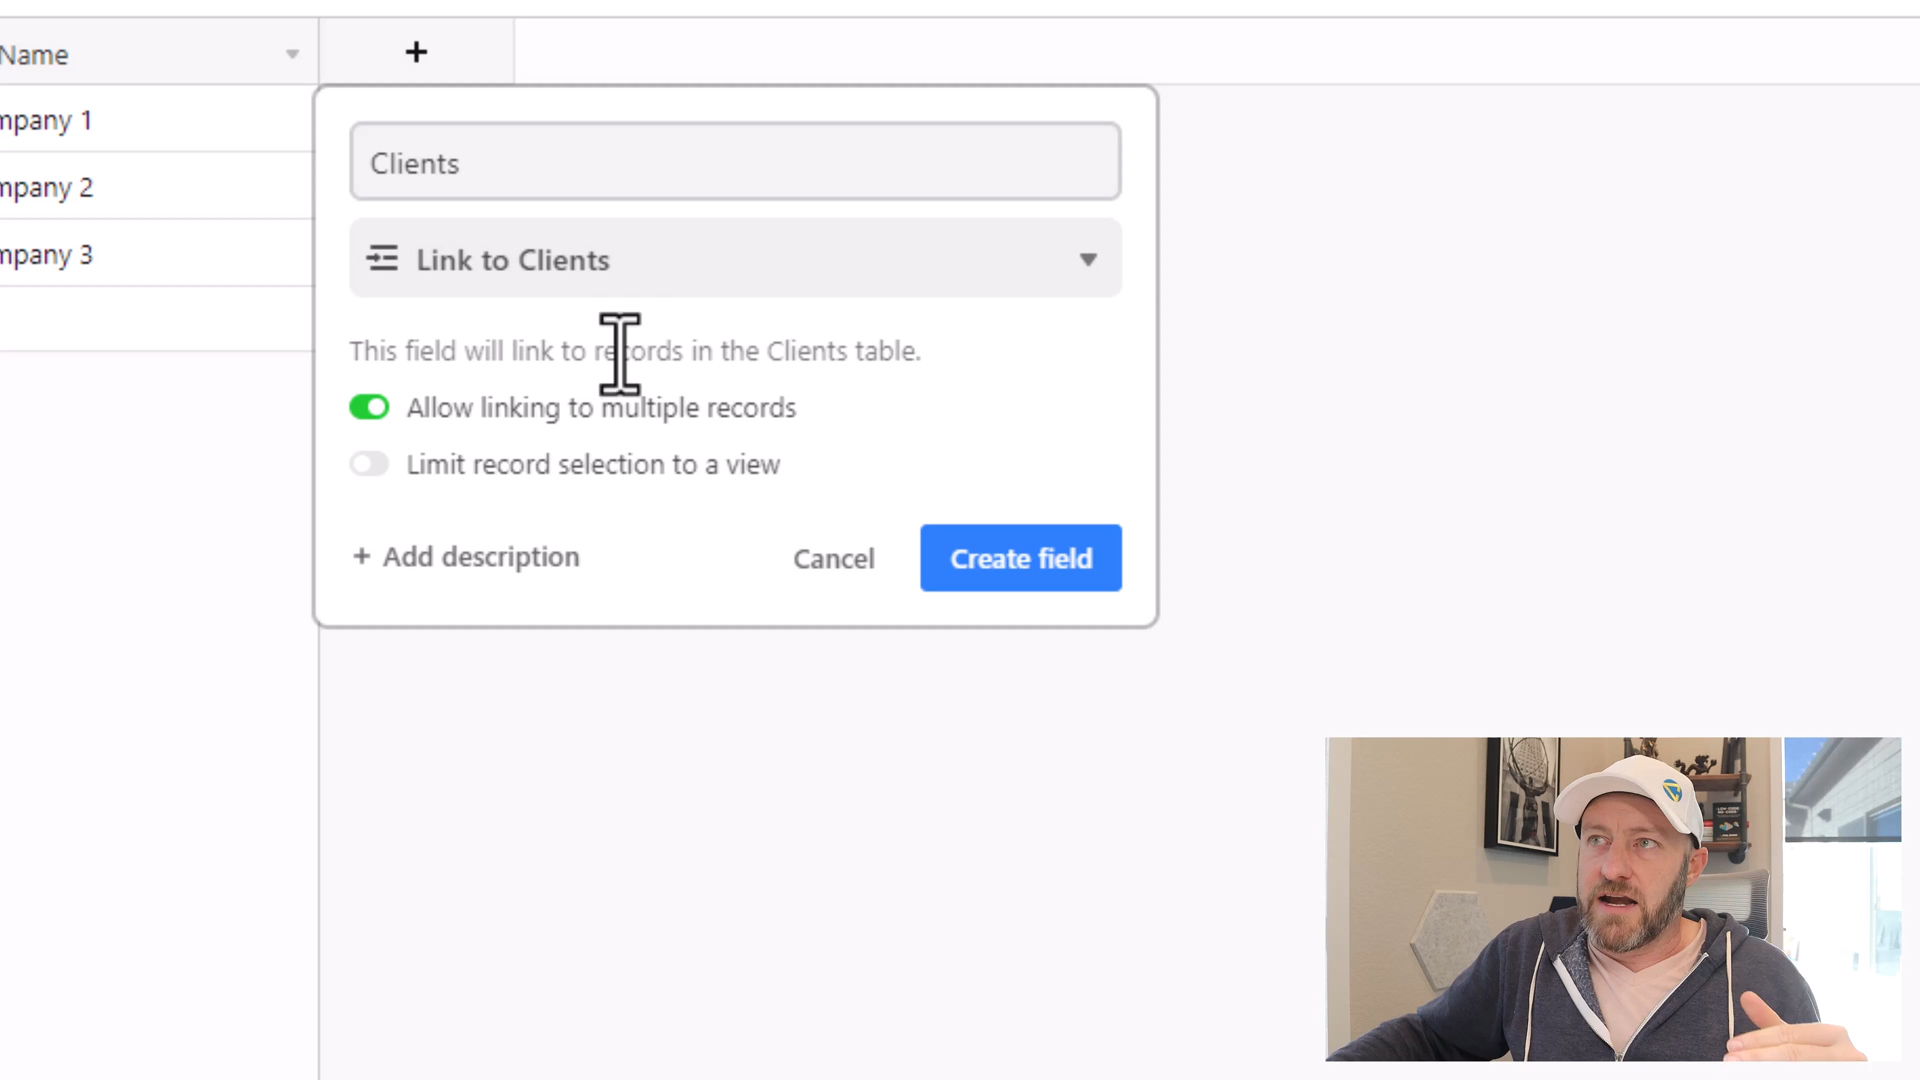 Name
+
mpany 1
mpany 2
mpany 3
Clients
Link to Clients
This field will link to records in the Clients table.
Allow linking to multiple records
Limit record selection to a view
+ Add description
Cancel
Create field